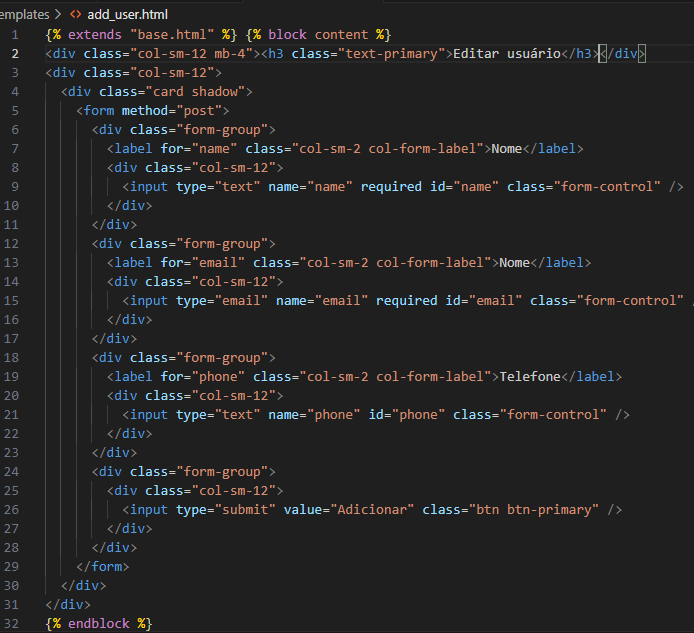 emplates > <> add_user.html
1 {% extends "base.html" %} {% block content %}
2 <div class="col-sm-12 mb-4"><h3 class="text-primary">Editar usuário</h3></div>
3 <div class="col-sm-12">
4   <div class="card shadow">
5     <form method="post">
6       <div class="form-group">
7         <label for="name" class="col-sm-2 col-form-label">Nome</label>
8         <div class="col-sm-12">
9           <input type="text" name="name" required id="name" class="form-control" />
10         </div>
11       </div>
12       <div class="form-group">
13         <label for="email" class="col-sm-2 col-form-label">Nome</label>
14         <div class="col-sm-12">
15           <input type="email" name="email" required id="email" class="form-control" /
16         </div>
17       </div>
18       <div class="form-group">
19         <label for="phone" class="col-sm-2 col-form-label">Telefone</label>
20         <div class="col-sm-12">
21           <input type="text" name="phone" id="phone" class="form-control" />
22         </div>
23       </div>
24       <div class="form-group">
25         <div class="col-sm-12">
26           <input type="submit" value="Adicionar" class="btn btn-primary" />
27         </div>
28       </div>
29     </form>
30   </div>
31 </div>
32 {% endblock %}